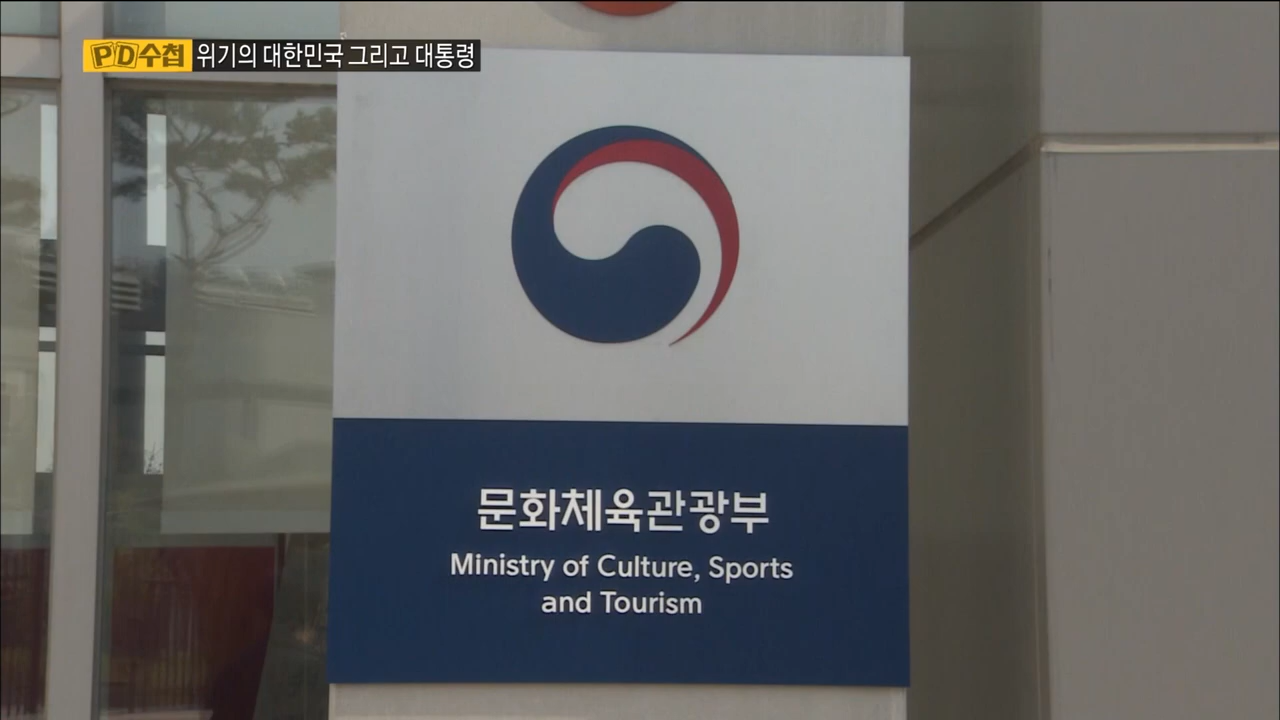 PD수첩 위기의 대한민국 그리고 대통령
문화체육관광부
Ministry of Culture, Sports
and Tourism